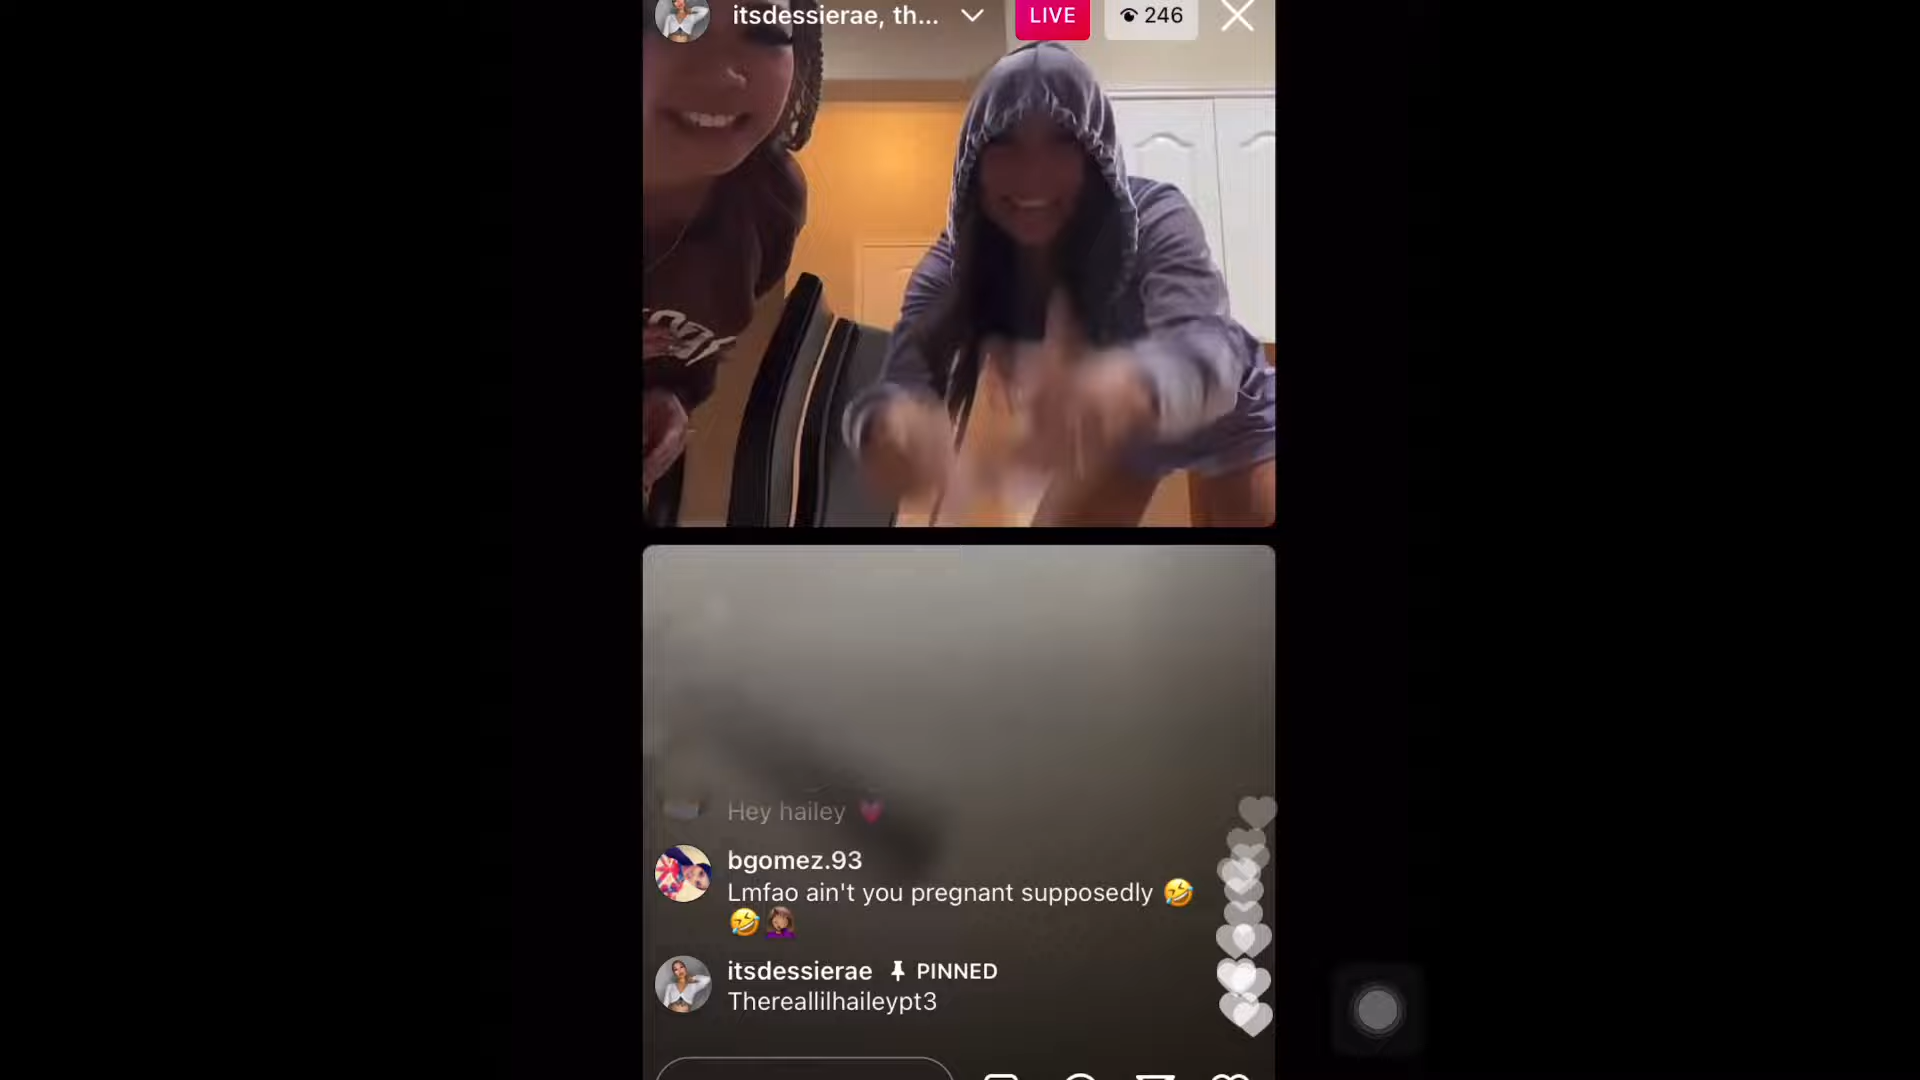 itsdessierae, th...
LIVE
246
Hey hailey 💗
bgomez.93
Lmfao ain't you pregnant supposedly 🤣
🤣🤦🏽‍♀️
itsdessierae PINNED
Thereallilhaileypt3